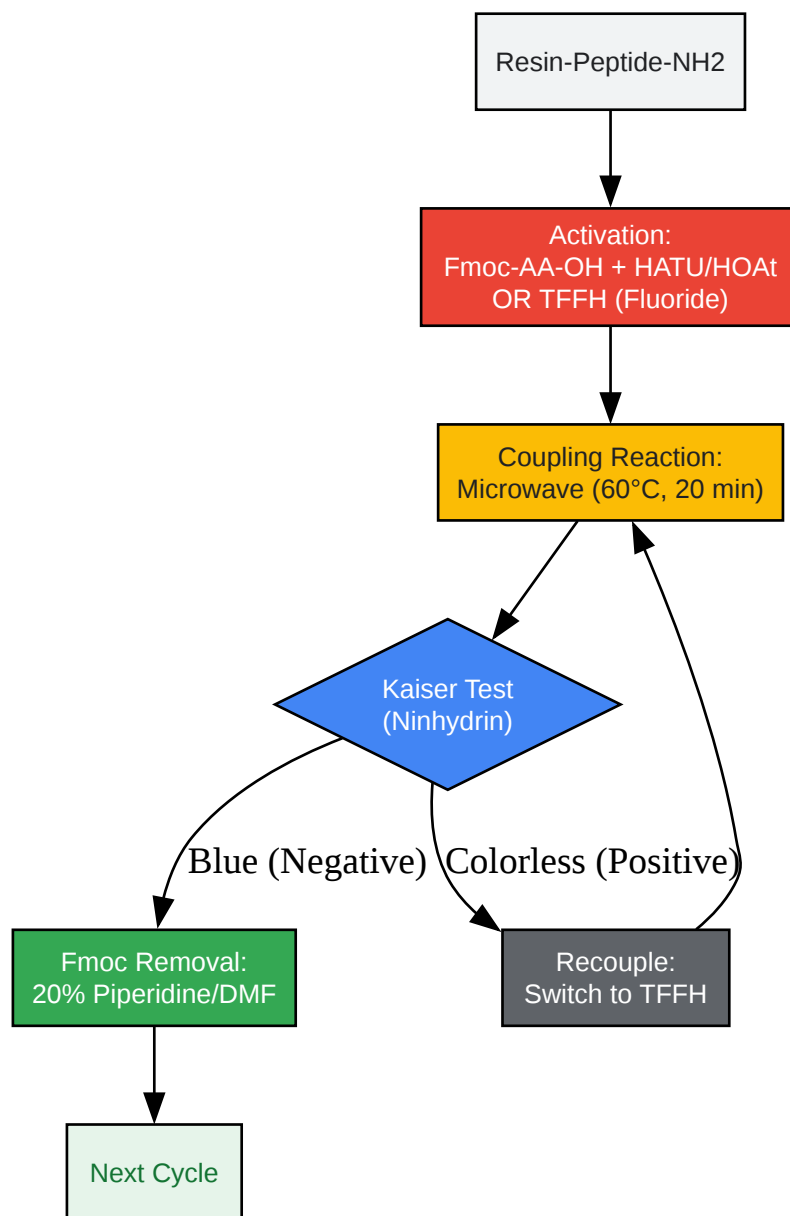 Resin-Peptide-NH2
Activation:
Fmoc-AA-OH + HATU/HOAt
OR TFFH (Fluoride)
Coupling Reaction:
Microwave (60°C, 20 min)
Kaiser Test
(Ninhydrin)
Blue (Negative)
Colorless (Positive)
Fmoc Removal:
20% Piperidine/DMF
Recouple:
Switch to TFFH
Next Cycle